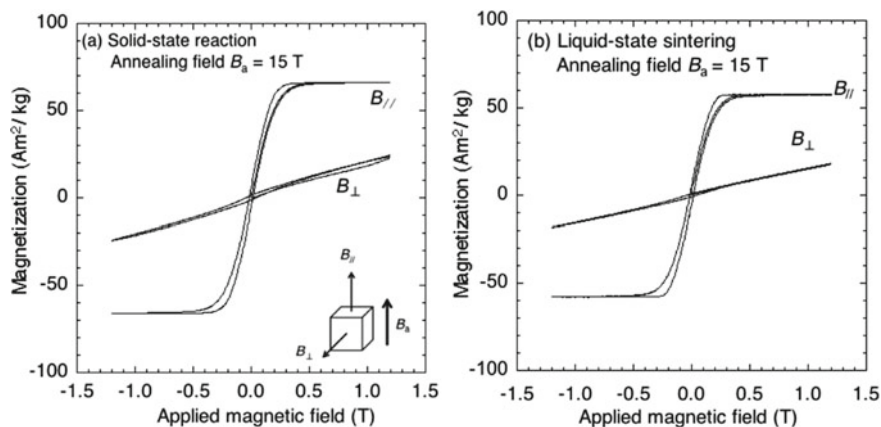 100
50
0
-50
-100
Magnetization (Am²/ kg)
(a) Solid-state reaction
Annealing field Bₐ = 15 T
B//
B⊥
B//
Bₐ
B⊥
-1.5 -1.0 -0.5 0.0 0.5 1.0 1.5
Applied magnetic field (T)
100
50
0
-50
-100
Magnetization (Am²/ kg)
(b) Liquid-state sintering
Annealing field Bₐ = 15 T
B//
B⊥
-1.5 -1.0 -0.5 0.0 0.5 1.0 1.5
Applied magnetic field (T)